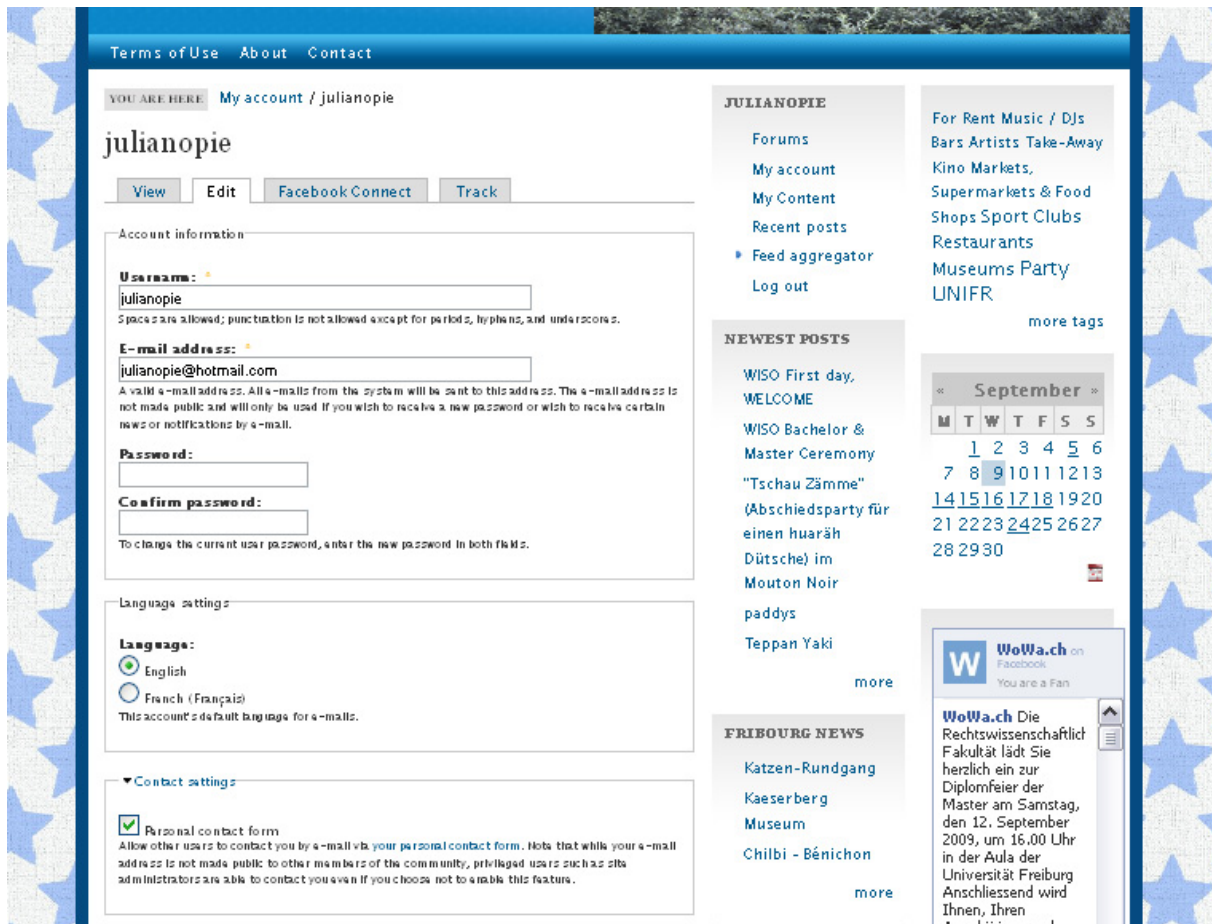 Terms of Use About Contact
YOU ARE HERE My account / julianopie
julianopie
View Edit Facebook Connect Track
Account information
Username: *
julianopie
Spaces are allowed; punctuation is not allowed except for periods, hyphens, and underscores.
E-mail address: *
julianopie@hotmail.com
A valid e-mail address. All e-mails from the system will be sent to this address. The e-mail address is
not made public and will only be used if you wish to receive a new password or wish to receive certain
news or notifications by e-mail.
Password:
Confirm password:
To change the current user password, enter the new password in both fields.
Language settings
Language:
English
French (Français)
This account's default language for e-mails.
Contact settings
Personal contact form
Allow other users to contact you by e-mail via your personal contact form. Note that while your e-mail
address is not made public to other members of the community, privileged users such as site
administrators are able to contact you even if you choose not to enable this feature.
JULIANOPIE
Forums
My account
My Content
Recent posts
Feed aggregator
Log out
NEWEST POSTS
WISO First day,
WELCOME
WISO Bachelor &
Master Ceremony
"Tschau Zämme"
(Abschiedsparty für
einen huaräh
Dütsche) im
Mouton Noir
paddys
Teppan Yaki
more
FRIBOURG NEWS
Katzen-Rundgang
Kaeserberg
Museum
Chilbi - Bénichon
more
For Rent Music / DJs
Bars Artists Take-Away
Kino Markets,
Supermarkets & Food
Shops Sport Clubs
Restaurants
Museums Party
UNIFR
more tags
« September »
M T W T F S S
1 2 3 4 5 6
7 8 9 10 11 12 13
14 15 16 17 18 19 20
21 22 23 24 25 26 27
28 29 30
W
WoWa.ch on
Facebook
You are a Fan
WoWa.ch Die
Rechtswissenschaftlich
Fakultät lädt Sie
herzlich ein zur
Diplomfeier der
Master am Samstag,
den 12. September
2009, um 16.00 Uhr
in der Aula der
Universität Freiburg
Anschliessend wird
Ihnen, Ihren